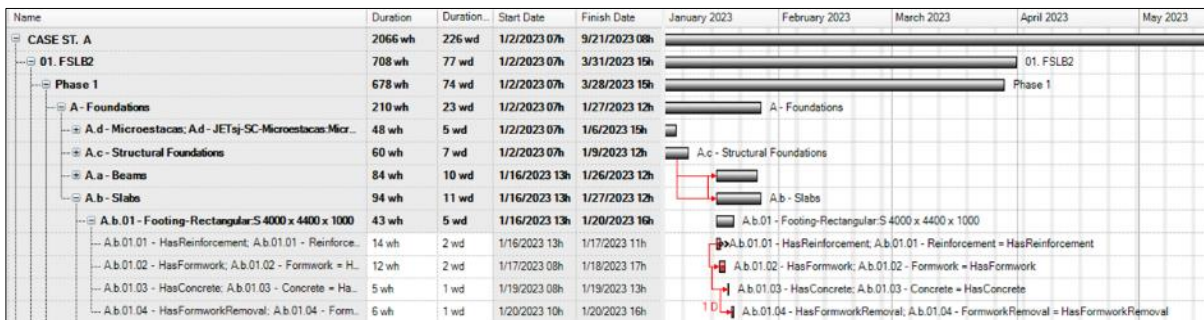 Name Duration Duration... Start Date Finish Date January 2023 February 2023 March 2023 April 2023 May 2023
CASE ST. A 2066 wh 226 wd 1/2/2023 07h 9/21/2023 08h
01. FSLB2 708 wh 77 wd 1/2/2023 07h 3/31/2023 15h 01. FSLB2
Phase 1 678 wh 74 wd 1/2/2023 07h 3/28/2023 15h Phase 1
A - Foundations 210 wh 23 wd 1/2/2023 07h 1/27/2023 12h A - Foundations
A.d - Microestacas; A.d - JETsj-SC-Microestacas:Micr... 48 wh 5 wd 1/2/2023 07h 1/6/2023 15h
A.c - Structural Foundations 60 wh 7 wd 1/2/2023 07h 1/9/2023 12h A.c - Structural Foundations
A.a - Beams 84 wh 10 wd 1/16/2023 13h 1/26/2023 12h
A.b - Slabs 94 wh 11 wd 1/16/2023 13h 1/27/2023 12h A.b - Slabs
A.b.01 - Footing-Rectangular:S 4000 x 4400 x 1000 43 wh 5 wd 1/16/2023 13h 1/20/2023 16h A.b.01 - Footing-Rectangular:S 4000 x 4400 x 1000
A.b.01.01 - HasReinforcement; A.b.01.01 - Reinforce... 14 wh 2 wd 1/16/2023 13h 1/17/2023 11h A.b.01.01 - HasReinforcement; A.b.01.01 - Reinforcement = HasReinforcement
A.b.01.02 - HasFormwork; A.b.01.02 - Formwork = H... 12 wh 2 wd 1/17/2023 08h 1/18/2023 17h A.b.01.02 - HasFormwork; A.b.01.02 - Formwork = HasFormwork
A.b.01.03 - HasConcrete; A.b.01.03 - Concrete = Ha... 5 wh 1 wd 1/19/2023 08h 1/19/2023 13h A.b.01.03 - HasConcrete; A.b.01.03 - Concrete = HasConcrete
A.b.01.04 - HasFormworkRemoval; A.b.01.04 - Form... 6 wh 1 wd 1/20/2023 10h 1/20/2023 16h 1 D A.b.01.04 - HasFormworkRemoval; A.b.01.04 - FormworkRemoval = HasFormworkRemoval